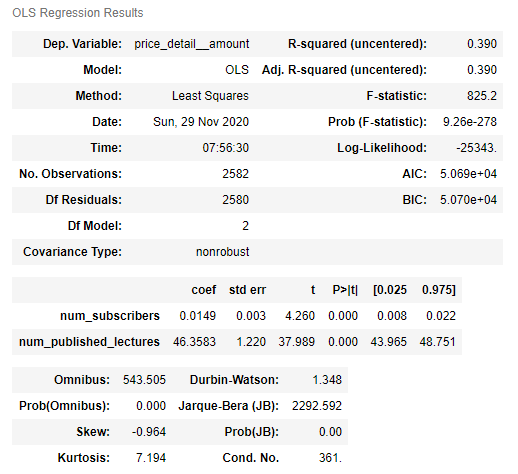 OLS Regression Results
Dep. Variable: price_detail__amount R-squared (uncentered): 0.390
Model: OLS Adj. R-squared (uncentered): 0.390
Method: Least Squares F-statistic: 825.2
Date: Sun, 29 Nov 2020 Prob (F-statistic): 9.26e-278
Time: 07:56:30 Log-Likelihood: -25343.
No. Observations: 2582 AIC: 5.069e+04
Df Residuals: 2580 BIC: 5.070e+04
Df Model: 2
Covariance Type: nonrobust
coef std err t P>|t| [0.025 0.975]
num_subscribers 0.0149 0.003 4.260 0.000 0.008 0.022
num_published_lectures 46.3583 1.220 37.989 0.000 43.965 48.751
Omnibus: 543.505 Durbin-Watson: 1.348
Prob(Omnibus): 0.000 Jarque-Bera (JB): 2292.592
Skew: -0.964 Prob(JB): 0.00
Kurtosis: 7.194 Cond. No. 361.